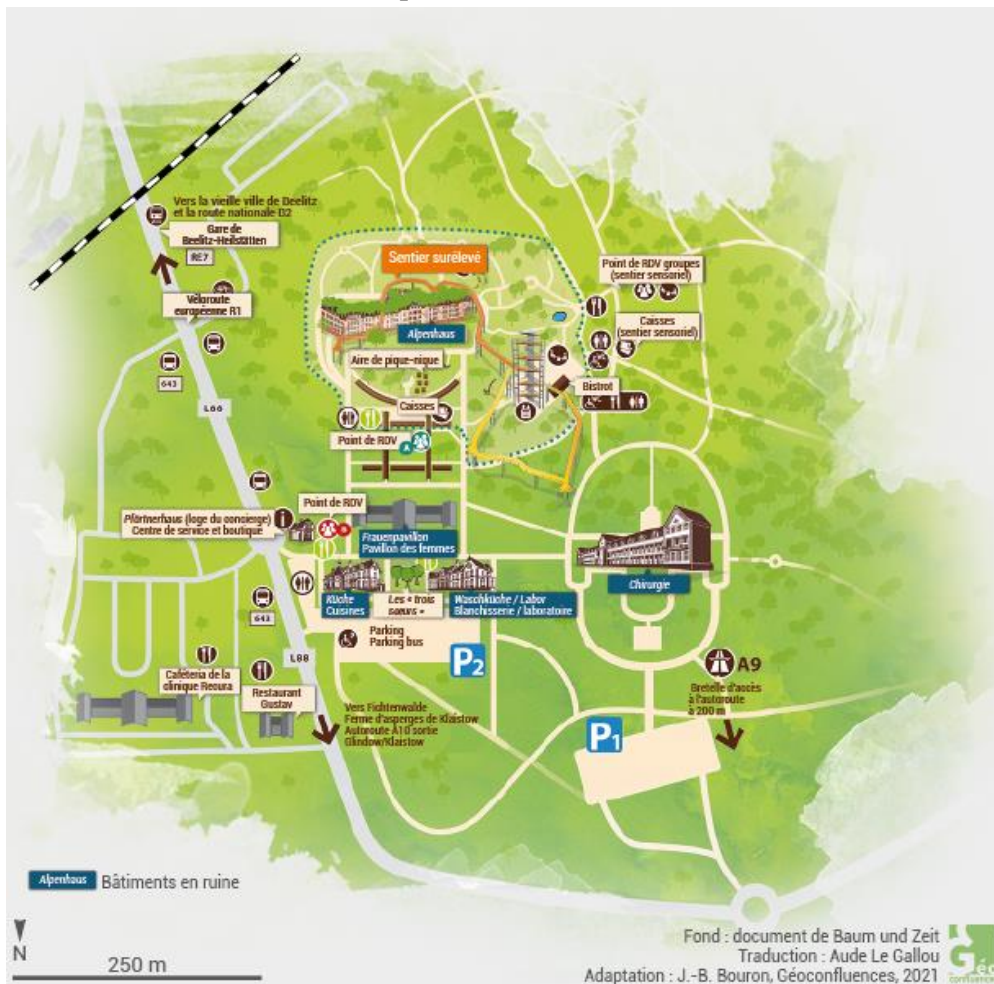 Vers la vieille ville de Beelitz
et la route nationale B2
Gare de
Beelitz-Heilstätten
RE7
Véloroute
européenne R1
643
L88
Sentier surélevé
Alpenhaus
Aire de pique-nique
Caisses
Point de RDV
A
Point de RDV groupes
(sentier sensoriel)
Caisses
(sentier sensoriel)
Bistrot
Point de RDV
Pförtnerhaus (loge du concierge)
Centre de service et boutique
Frauenpavillon
Pavillon des femmes
Küche
Cuisines
Les « trois
sœurs »
Waschküche / Labor
Blanchisserie / laboratoire
Chirurgie
643
L88
Parking
Parking bus
P2
Caféteria de la
clinique Recura
Restaurant
Gustav
Vers Fichtenwalde
Ferme d'asperges de Klaistow
Autoroute A10 sortie
Glindow/Klaistow
A9
Bretelle d'accès
à l'autoroute
à 200 m
P1
Alpenhaus Bâtiments en ruine
N
250 m
Fond : document de Baum und Zeit
Traduction : Aude Le Gallou
Adaptation : J.-B. Bouron, Géoconfluences, 2021